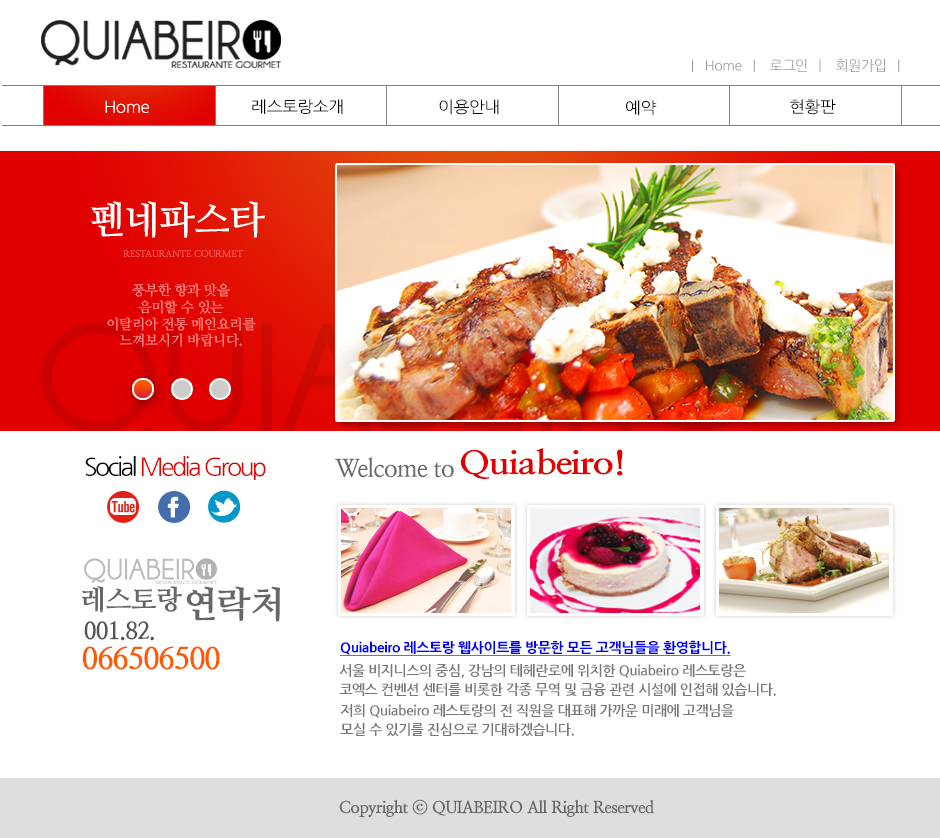 QUIABEIRO
RESTAURANTE GOURMET
| Home | 로그인 | 회원가입 |
Home 레스토랑소개 이용안내 예약 현황판
펜네파스타
RESTAURANTE GOURMET
풍부한 향과 맛을
음미할 수 있는
이탈리아 전통 메인요리를
느껴보시기 바랍니다.
QUIABEIRO
Social Media Group
Welcome to Quiabeiro!
Tube f
QUIABEIRO
RESTAURANTE GOURMET
레스토랑 연락처
001.82.
066506500
Quiabeiro 레스토랑 웹사이트를 방문한 모든 고객님들을 환영합니다.
서울 비지니스의 중심, 강남의 테헤란로에 위치한 Quiabeiro 레스토랑은
코엑스 컨벤션 센터를 비롯한 각종 무역 및 금융 관련 시설에 인접해 있습니다.
저희 Quiabeiro 레스토랑의 전 직원을 대표해 가까운 미래에 고객님을
모실 수 있기를 진심으로 기대하겠습니다.
Copyright ⓒ QUIABEIRO All Right Reserved